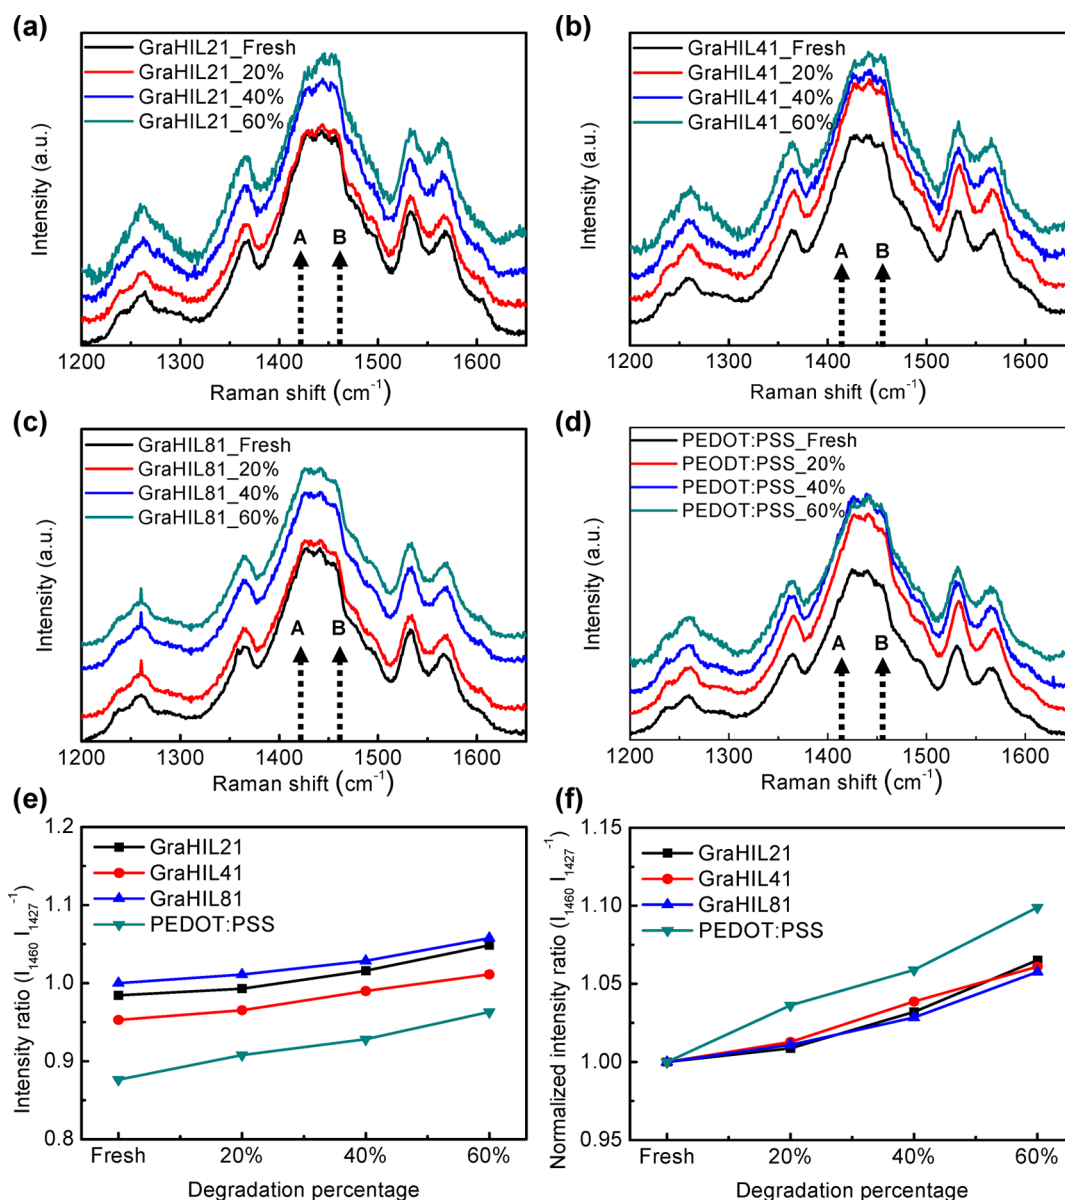 (a)
GraHIL21_Fresh
GraHIL21_20%
GraHIL21_40%
GraHIL21_60%
A
B
Intensity (a.u.)
1200 1300 1400 1500 1600
Raman shift (cm⁻¹)
(b)
GraHIL41_Fresh
GraHIL41_20%
GraHIL41_40%
GraHIL41_60%
A
B
Intensity (a.u.)
1200 1300 1400 1500 1600
Raman shift (cm⁻¹)
(c)
GraHIL81_Fresh
GraHIL81_20%
GraHIL81_40%
GraHIL81_60%
A
B
Intensity (a.u.)
1200 1300 1400 1500 1600
Raman shift (cm⁻¹)
(d)
PEDOT:PSS_Fresh
PEODT:PSS_20%
PEDOT:PSS_40%
PEDOT:PSS_60%
A
B
Intensity (a.u.)
1200 1300 1400 1500 1600
Raman shift (cm⁻¹)
(e)
GraHIL21
GraHIL41
GraHIL81
PEDOT:PSS
Intensity ratio (I₁₄₆₀ I₁₄₂₇⁻¹)
1.2
1.1
1.0
0.9
0.8
Fresh 20% 40% 60%
Degradation percentage
(f)
GraHIL21
GraHIL41
GraHIL81
PEDOT:PSS
Normalized intensity ratio (I₁₄₆₀ I₁₄₂₇⁻¹)
1.15
1.10
1.05
1.00
0.95
Fresh 20% 40% 60%
Degradation percentage